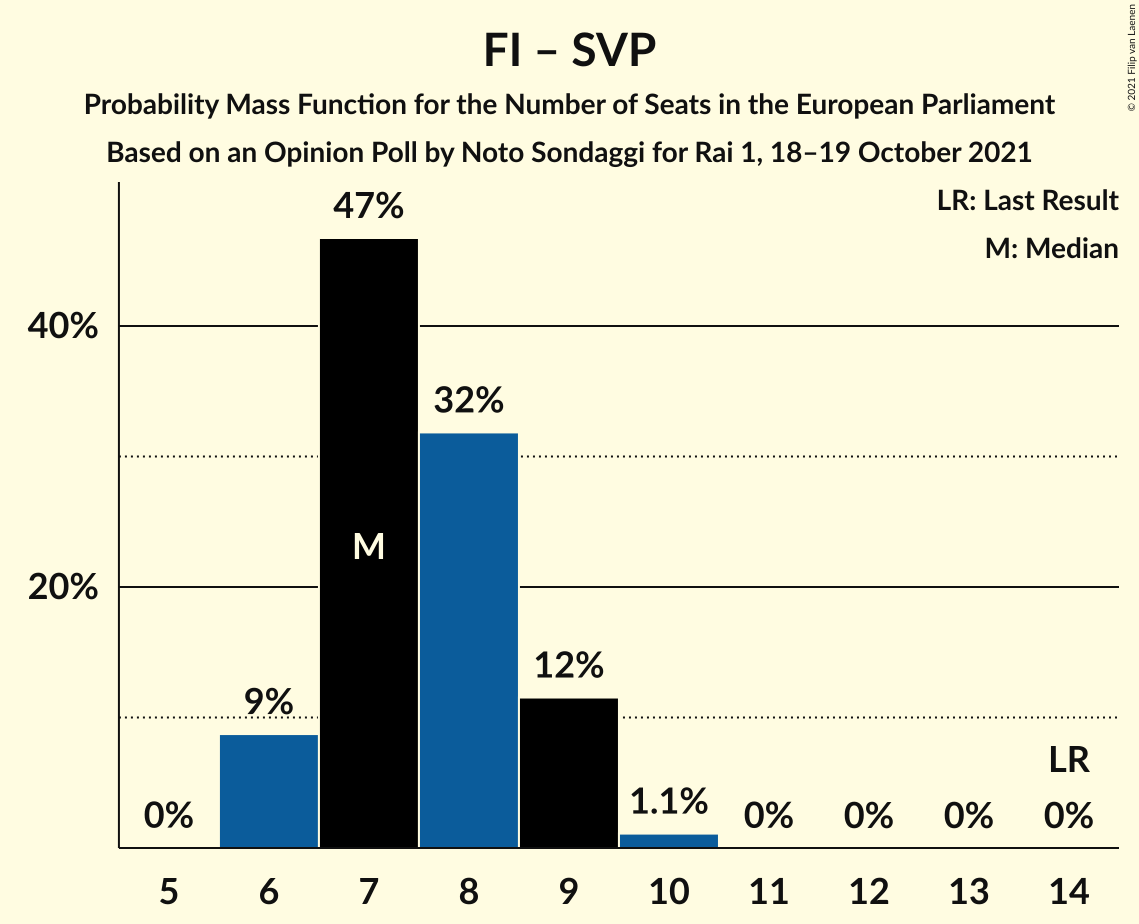 FI – SVP
Probability Mass Function for the Number of Seats in the European Parliament
Based on an Opinion Poll by Noto Sondaggi for Rai 1, 18–19 October 2021
© 2021 Filip van Laenen
LR: Last Result
M: Median
47%
40%
32%
M
20%
12%
9%
LR
0%
1.1%
0%
0%
0%
0%
5 6 7 8 9 10 11 12 13 14